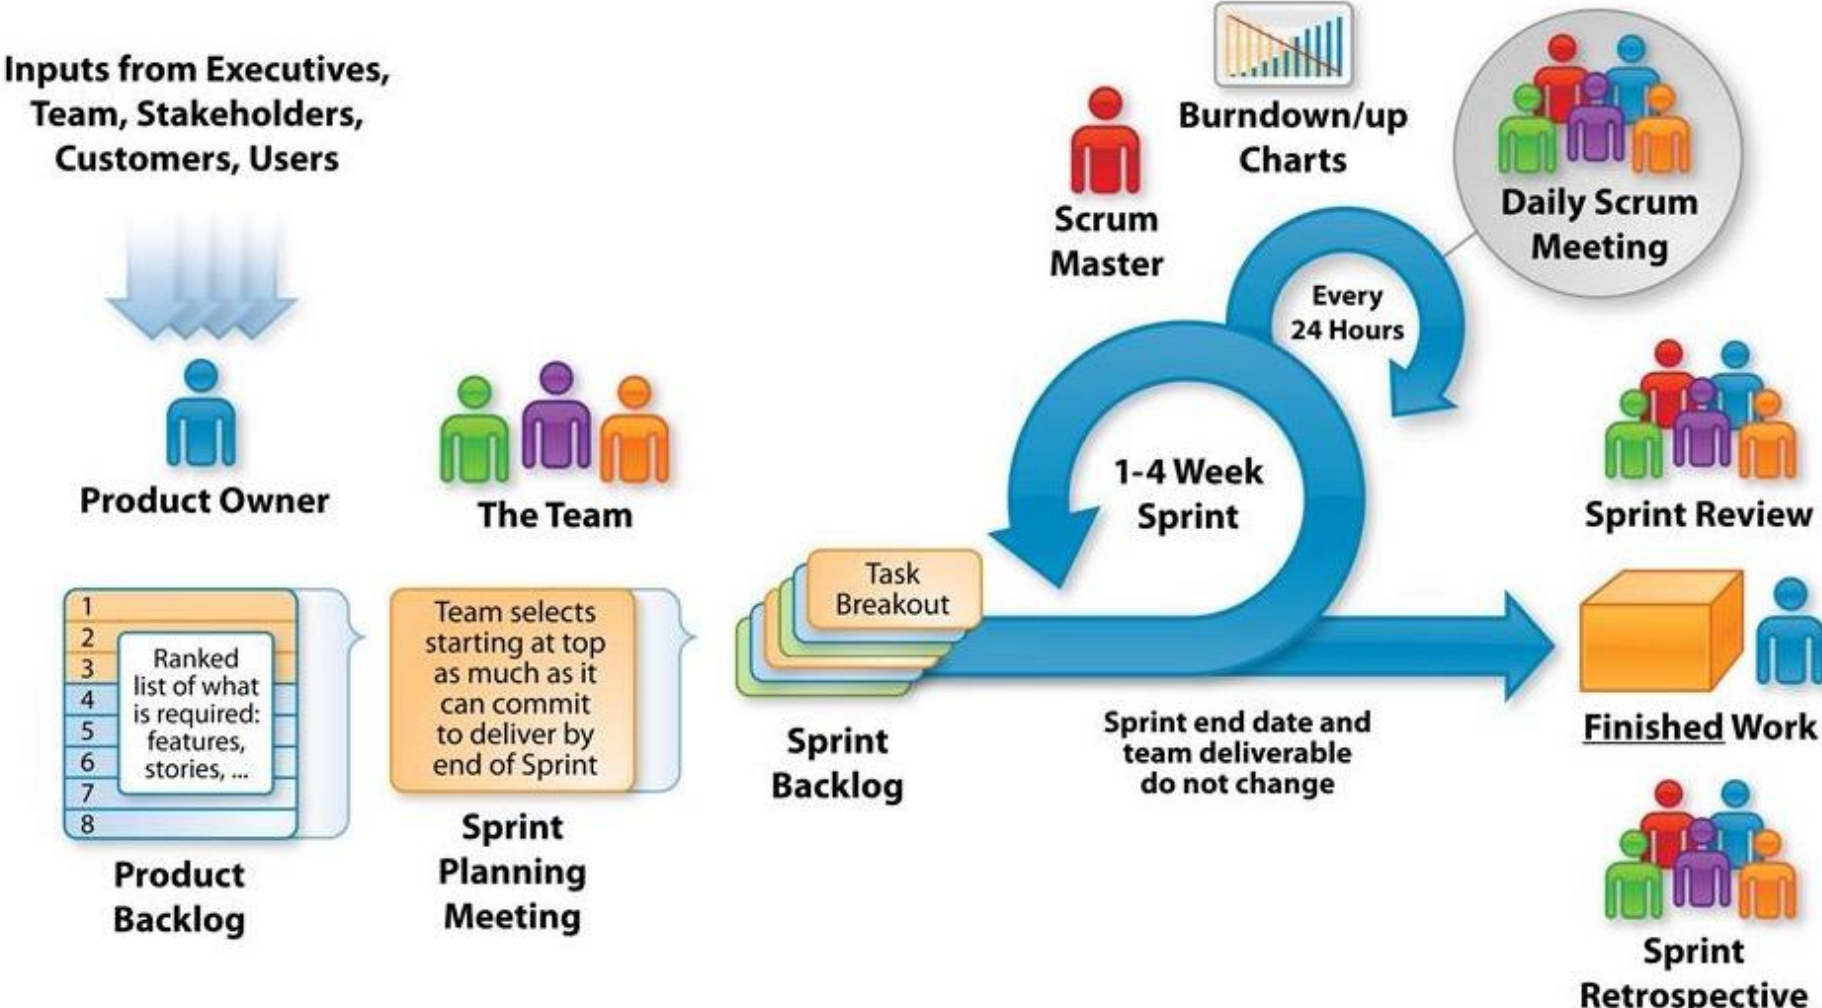 Inputs from Executives,
Team, Stakeholders,
Customers, Users
Product Owner
The Team
1
2
3
4
5
6
7
8
Ranked
list of what
is required:
features,
stories, ...
Product
Backlog
Team selects
starting at top
as much as it
can commit
to deliver by
end of Sprint
Sprint
Planning
Meeting
Task
Breakout
Sprint
Backlog
Scrum
Master
Burndown/up
Charts
Daily Scrum
Meeting
Every
24 Hours
1-4 Week
Sprint
Sprint end date and
team deliverable
do not change
Sprint Review
Finished Work
Sprint
Retrospective